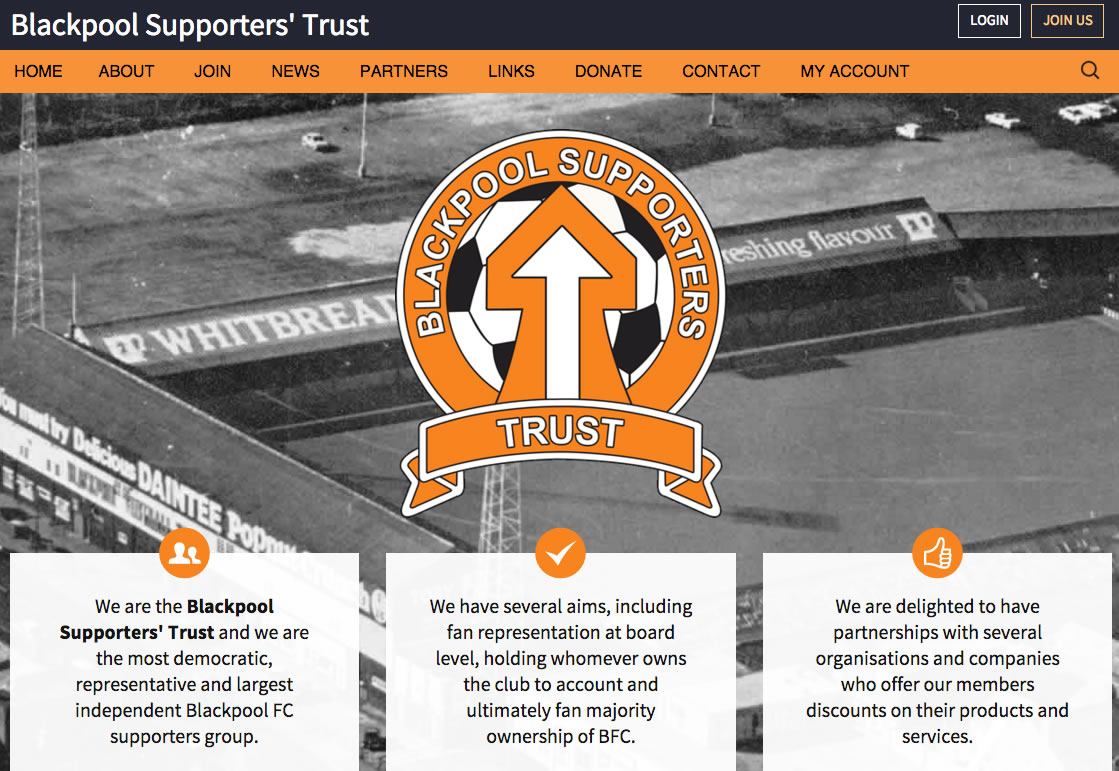 Blackpool Supporters' Trust
LOGIN
JOIN US
HOME
ABOUT
JOIN
NEWS
PARTNERS
LINKS
DONATE
CONTACT
MY ACCOUNT
BLACKPOOL SUPPORTERS
TRUST
WHITBREAD
reshing flavour
You must try Delicious DAINTEE
We are the Blackpool
Supporters' Trust and we are
the most democratic,
representative and largest
independent Blackpool FC
supporters group.
We have several aims, including
fan representation at board
level, holding whomever owns
the club to account and
ultimately fan majority
ownership of BFC.
We are delighted to have
partnerships with several
organisations and companies
who offer our members
discounts on their products and
services.